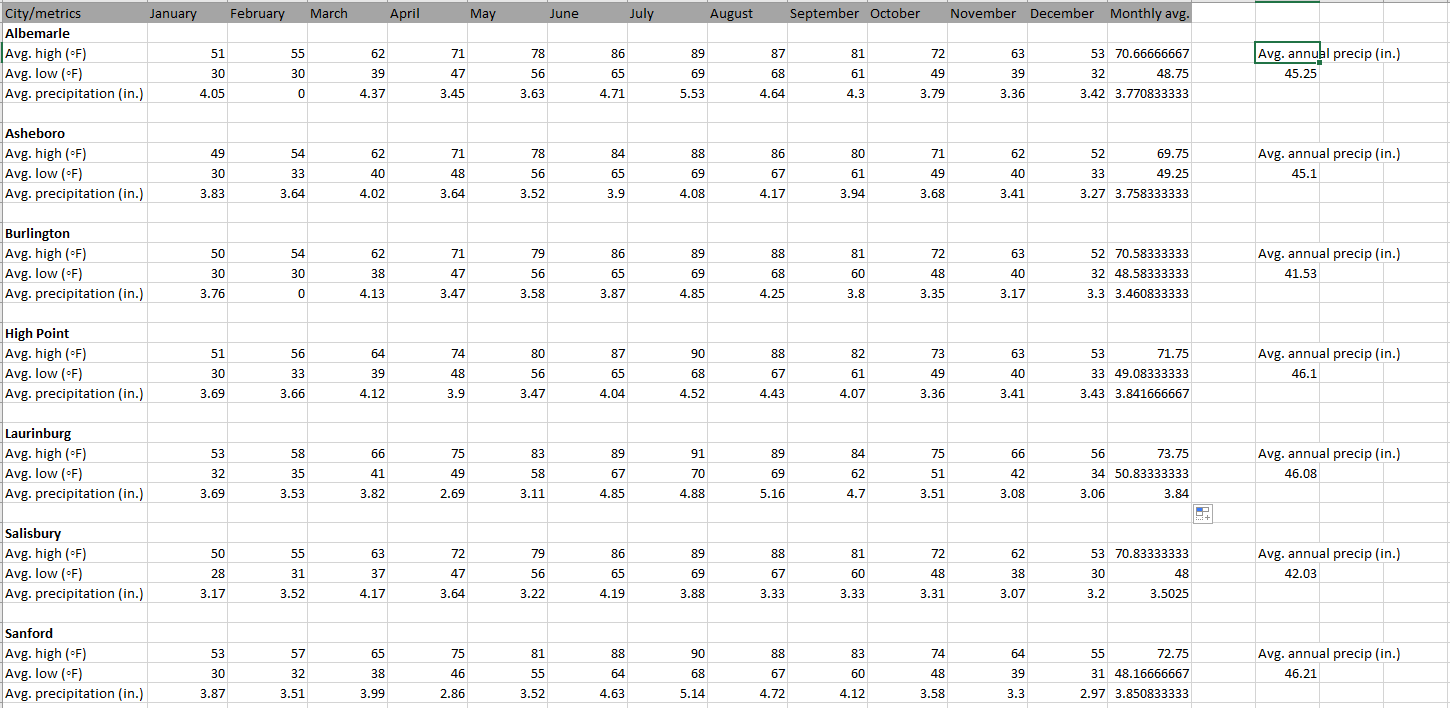 City/metrics January February March April May June July August September October November December Monthly avg.
Albemarle
Avg. high (°F) 51 55 62 71 78 86 89 87 81 72 63 53 70.66666667 Avg. annual precip (in.)
Avg. low (°F) 30 30 39 47 56 65 69 68 61 49 39 32 48.75 45.25
Avg. precipitation (in.) 4.05 0 4.37 3.45 3.63 4.71 5.53 4.64 4.3 3.79 3.36 3.42 3.770833333
Asheboro
Avg. high (°F) 49 54 62 71 78 84 88 86 80 71 62 52 69.75 Avg. annual precip (in.)
Avg. low (°F) 30 33 40 48 56 65 69 67 61 49 40 33 49.25 45.1
Avg. precipitation (in.) 3.83 3.64 4.02 3.64 3.52 3.9 4.08 4.17 3.94 3.68 3.41 3.27 3.758333333
Burlington
Avg. high (°F) 50 54 62 71 79 86 89 88 81 72 63 52 70.58333333 Avg. annual precip (in.)
Avg. low (°F) 30 30 38 47 56 65 69 68 60 48 40 32 48.58333333 41.53
Avg. precipitation (in.) 3.76 0 4.13 3.47 3.58 3.87 4.85 4.25 3.8 3.35 3.17 3.3 3.460833333
High Point
Avg. high (°F) 51 56 64 74 80 87 90 88 82 73 63 53 71.75 Avg. annual precip (in.)
Avg. low (°F) 30 33 39 48 56 65 68 67 61 49 40 33 49.08333333 46.1
Avg. precipitation (in.) 3.69 3.66 4.12 3.9 3.47 4.04 4.52 4.43 4.07 3.36 3.41 3.43 3.841666667
Laurinburg
Avg. high (°F) 53 58 66 75 83 89 91 89 84 75 66 56 73.75 Avg. annual precip (in.)
Avg. low (°F) 32 35 41 49 58 67 70 69 62 51 42 34 50.83333333 46.08
Avg. precipitation (in.) 3.69 3.53 3.82 2.69 3.11 4.85 4.88 5.16 4.7 3.51 3.08 3.06 3.84
Salisbury
Avg. high (°F) 50 55 63 72 79 86 89 88 81 72 62 53 70.83333333 Avg. annual precip (in.)
Avg. low (°F) 28 31 37 47 56 65 69 67 60 48 38 30 48 42.03
Avg. precipitation (in.) 3.17 3.52 4.17 3.64 3.22 4.19 3.88 3.33 3.33 3.31 3.07 3.2 3.5025
Sanford
Avg. high (°F) 53 57 65 75 81 88 90 88 83 74 64 55 72.75 Avg. annual precip (in.)
Avg. low (°F) 30 32 38 46 55 64 68 67 60 48 39 31 48.16666667 46.21
Avg. precipitation (in.) 3.87 3.51 3.99 2.86 3.52 4.63 5.14 4.72 4.12 3.58 3.3 2.97 3.850833333